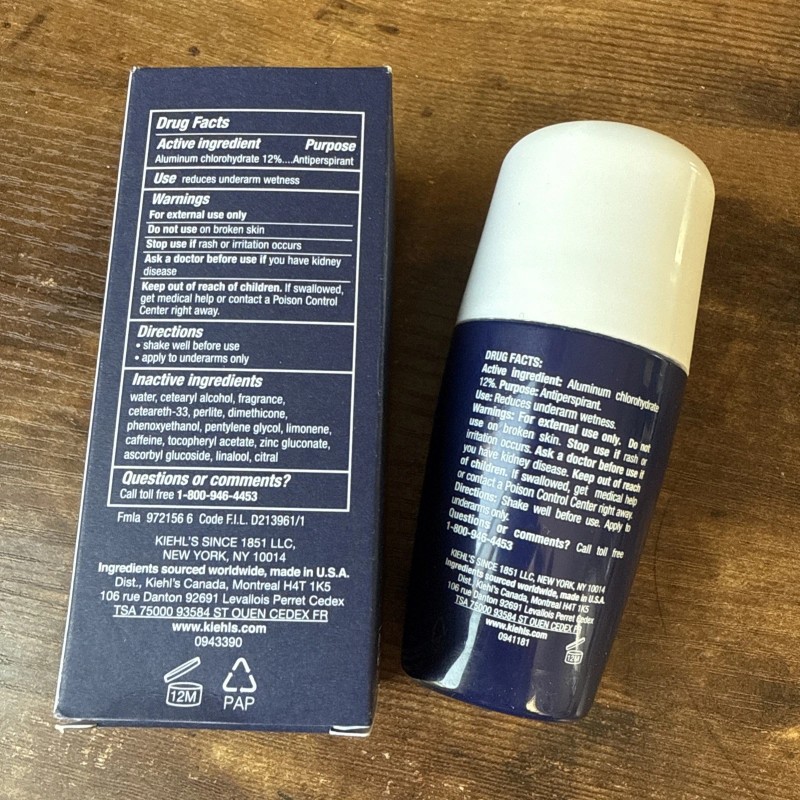 Drug Facts
Active ingredient Purpose
Aluminum chlorohydrate 12%....Antiperspirant
Use reduces underarm wetness
Warnings
For external use only
Do not use on broken skin
Stop use if rash or irritation occurs
Ask a doctor before use if you have kidney
disease
Keep out of reach of children. If swallowed,
get medical help or contact a Poison Control
Center right away.
Directions
• shake well before use
• apply to underarms only
Inactive ingredients
water, cetearyl alcohol, fragrance,
ceteareth-33, perlite, dimethicone,
phenoxyethanol, pentylene glycol, limonene,
caffeine, tocopheryl acetate, zinc gluconate,
ascorbyl glucoside, linalool, citral
Questions or comments?
Call toll free 1-800-946-4453
Fmla 972156 6 Code F.I.L. D213961/1
KIEHL'S SINCE 1851 LLC,
NEW YORK, NY 10014
Ingredients sourced worldwide, made in U.S.A.
Dist., Kiehl's Canada, Montreal H4T 1K5
106 rue Danton 92691 Levallois Perret Cedex
TSA 75000 93584 ST OUEN CEDEX FR
www.kiehls.com
0943390
12M
PAP
DRUG FACTS:
Active ingredient: Aluminum chlorohydrate
12%. Purpose: Antiperspirant.
Use: Reduces underarm wetness.
Warnings: For external use only. Do not
use on broken skin. Stop use if rash or
irritation occurs. Ask a doctor before use if
you have kidney disease. Keep out of reach
of children. If swallowed, get medical help
or contact a Poison Control Center right away.
Directions: Shake well before use. Apply to
underarms only.
Questions or comments? Call toll free
1-800-946-4453
KIEHL'S SINCE 1851 LLC, NEW YORK, NY 10014
Ingredients sourced worldwide, made in U.S.A.
Dist., Kiehl's Canada, Montreal H4T 1K5
106 rue Danton 92691 Levallois Perret Cedex
TSA 75000 93584 ST OUEN CEDEX FR
www.kiehls.com
0941181
12M